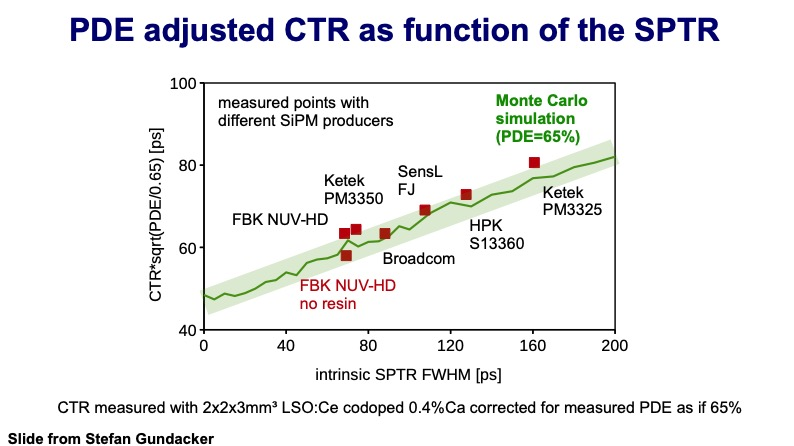 PDE adjusted CTR as function of the SPTR
100
80
60
40
CTR*sqrt(PDE/0.65) [ps]
measured points with
different SiPM producers
Monte Carlo
simulation
(PDE=65%)
Ketek
PM3350
SensL
FJ
FBK NUV-HD
Ketek
PM3325
HPK
S13360
Broadcom
FBK NUV-HD
no resin
0 40 80 120 160 200
intrinsic SPTR FWHM [ps]
CTR measured with 2x2x3mm³ LSO:Ce codoped 0.4%Ca corrected for measured PDE as if 65%
Slide from Stefan Gundacker